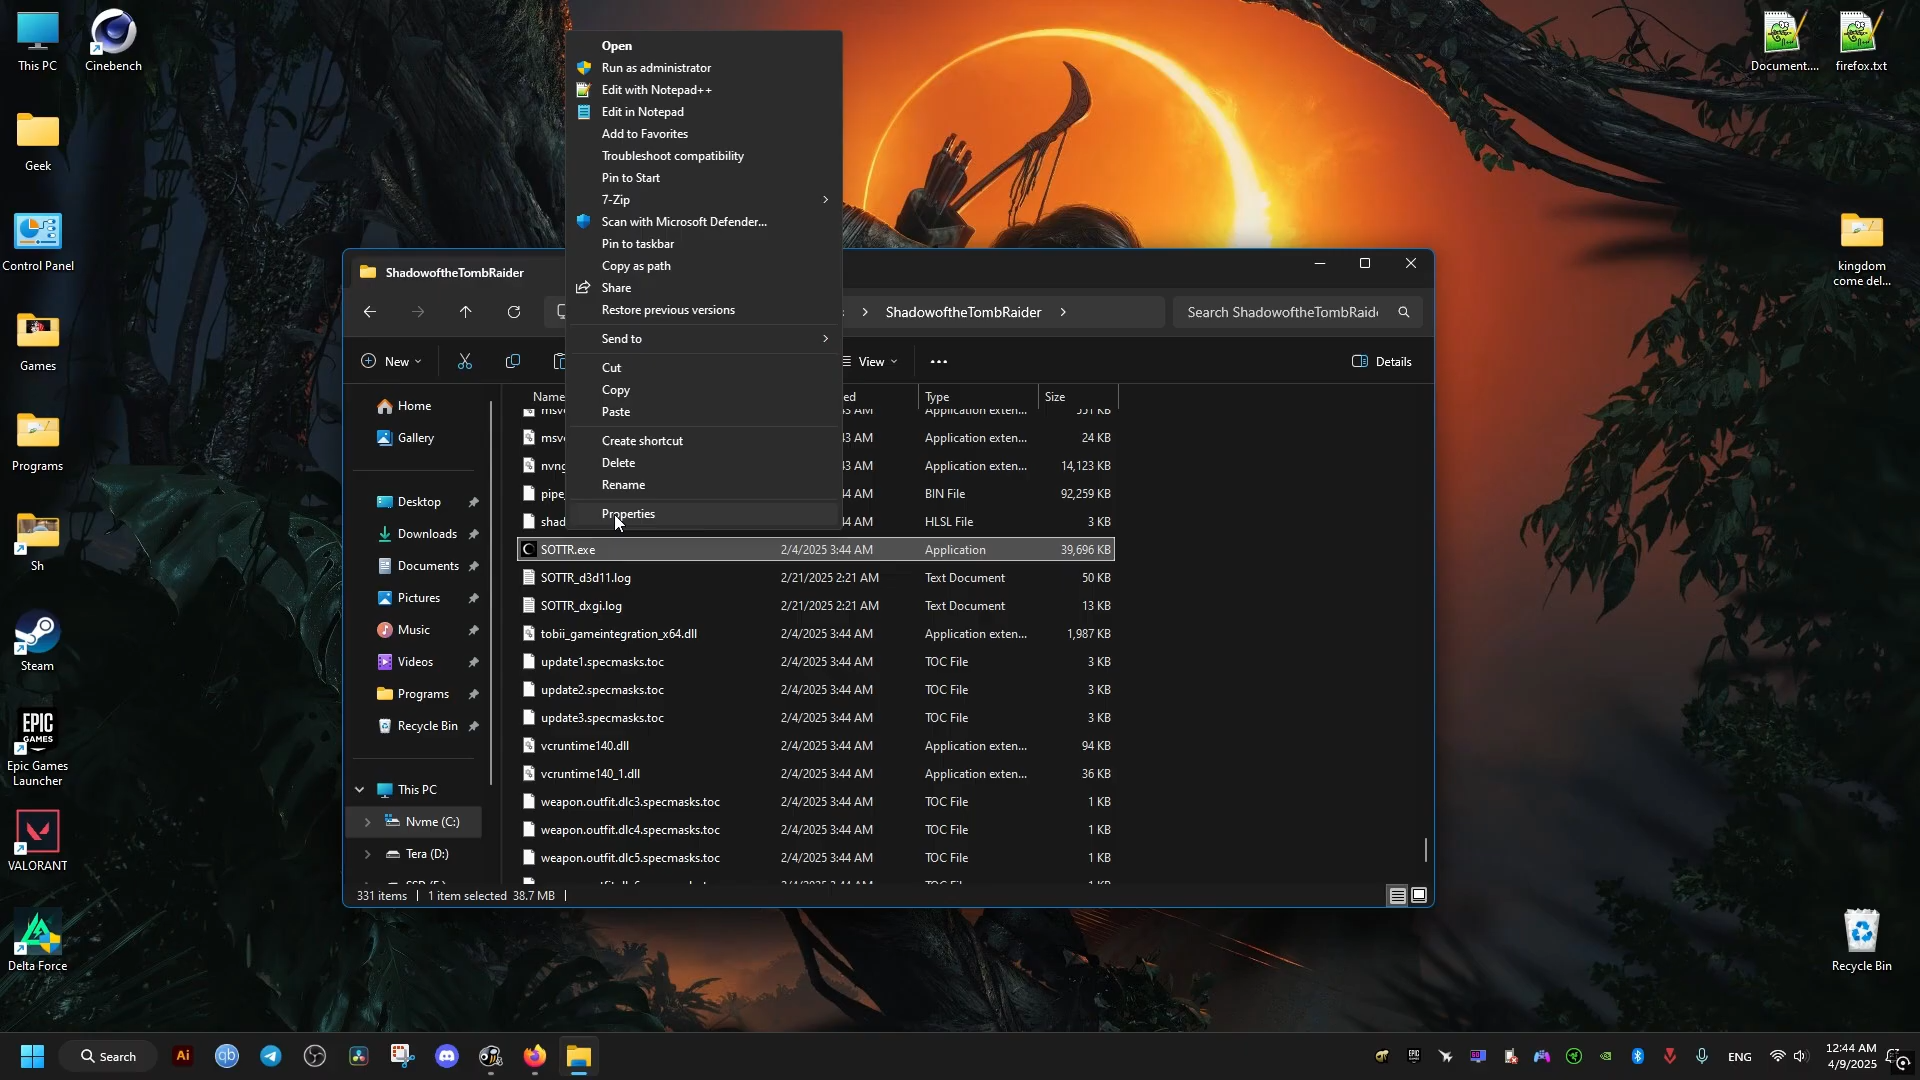 This PC
Cinebench
Geek
Control Panel
Games
Programs
Sh
Steam
EPIC
GAMES
Epic Games
Launcher
VALORANT
Delta Force
Document....
firefox.txt
kingdom
come del...
Recycle Bin
Open
Run as administrator
Edit with Notepad++
Edit in Notepad
Add to Favorites
Troubleshoot compatibility
Pin to Start
7-Zip
Scan with Microsoft Defender...
Pin to taskbar
Copy as path
Share
Restore previous versions
Send to
Cut
Copy
Paste
Create shortcut
Delete
Rename
Properties
ShadowoftheTombRaider
ShadowoftheTombRaider
Search ShadowoftheTombRaide
New
View
Details
Home
Gallery
Desktop
Downloads
Documents
Pictures
Music
Videos
Programs
Recycle Bin
This PC
Nvme (C:)
Tera (D:)
Name ed Type Size
msv 3 AM Application exten... 24 KB
nvng 3 AM Application exten... 14,123 KB
pipe 4 AM BIN File 92,259 KB
shad 4 AM HLSL File 3 KB
SOTTR.exe 2/4/2025 3:44 AM Application 39,696 KB
SOTTR_d3d11.log 2/21/2025 2:21 AM Text Document 50 KB
SOTTR_dxgi.log 2/21/2025 2:21 AM Text Document 13 KB
tobii_gameintegration_x64.dll 2/4/2025 3:44 AM Application exten... 1,987 KB
update1.specmasks.toc 2/4/2025 3:44 AM TOC File 3 KB
update2.specmasks.toc 2/4/2025 3:44 AM TOC File 3 KB
update3.specmasks.toc 2/4/2025 3:44 AM TOC File 3 KB
vcruntime140.dll 2/4/2025 3:44 AM Application exten... 94 KB
vcruntime140_1.dll 2/4/2025 3:44 AM Application exten... 36 KB
weapon.outfit.dlc3.specmasks.toc 2/4/2025 3:44 AM TOC File 1 KB
weapon.outfit.dlc4.specmasks.toc 2/4/2025 3:44 AM TOC File 1 KB
weapon.outfit.dlc5.specmasks.toc 2/4/2025 3:44 AM TOC File 1 KB
331 items 1 item selected 38.7 MB
Search
Ai
qb
ENG
12:44 AM
4/9/2025